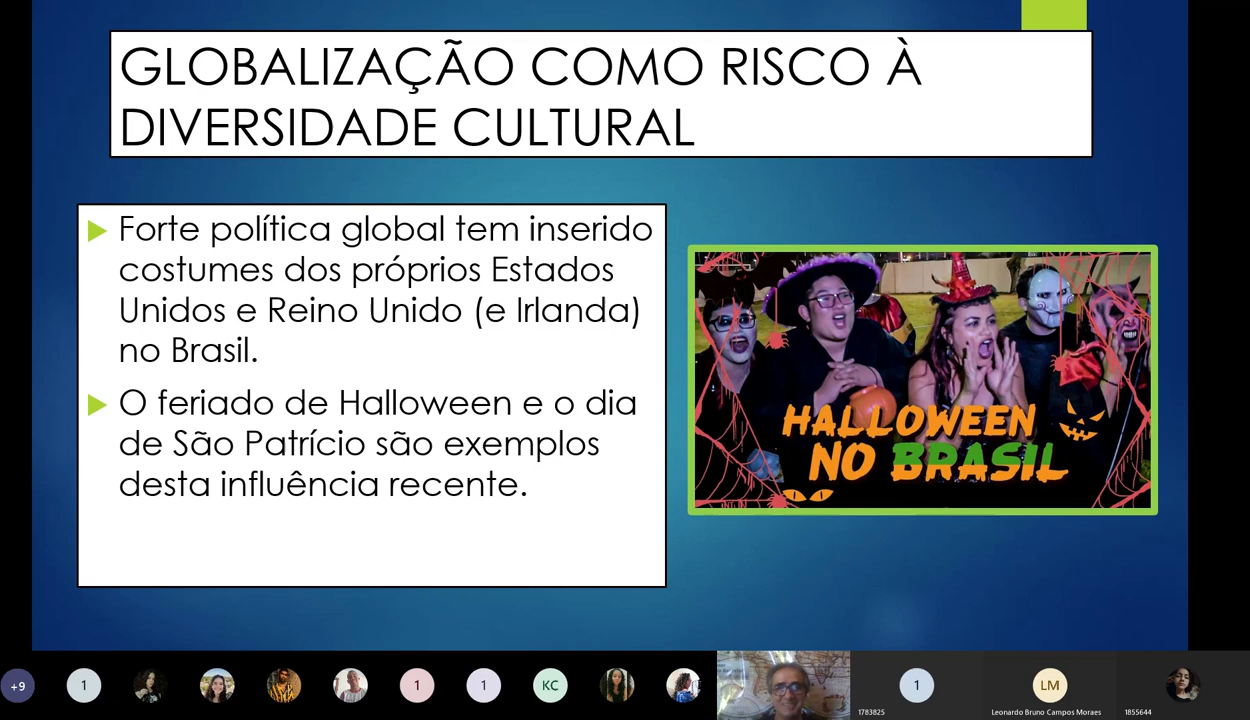 GLOBALIZAÇÃO COMO RISCO À
DIVERSIDADE CULTURAL
Forte política global tem inserido
costumes dos próprios Estados
Unidos e Reino Unido (e Irlanda)
no Brasil.
O feriado de Halloween e o dia
de São Patrício são exemplos
desta influência recente.
HALLOWEEN
NO BRASIL
+9
1
1
1
KC
1
LM
1783825
Leonardo Bruno Campos Moraes
1855644